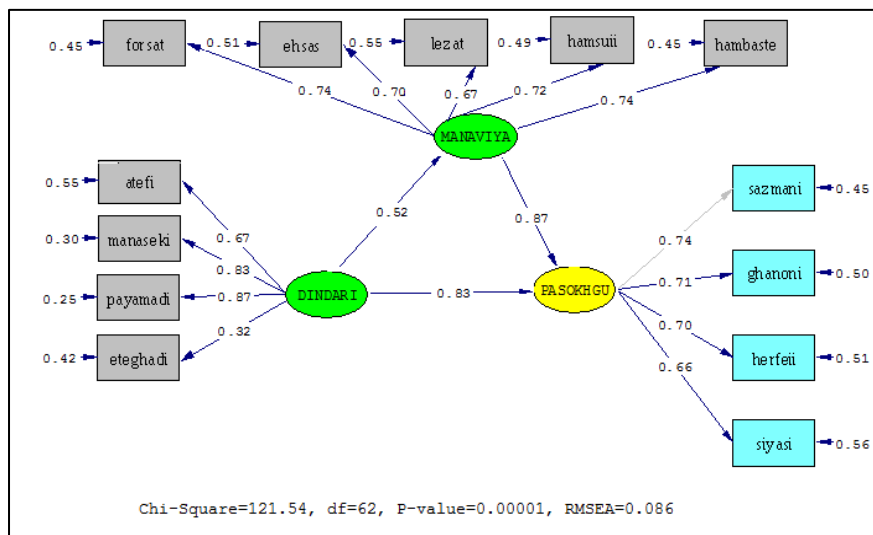 0.45 forsat 0.51 ehsas 0.55 lezat 0.49 hamsuii 0.45 hambaste
0.74 0.70 0.67 0.72 0.74
MANAVIYA
0.55 atefi
sazmani 0.45
0.52 0.87
0.30 manaseki 0.67
0.74
0.83
ghanoni 0.50
0.71
0.25 payamadi 0.87 DINDARI 0.83 PASOKHGU
0.32 0.70
0.42 eteghadi
herfeii 0.51
0.66
siyasi 0.56
Chi-Square=121.54, df=62, P-value=0.00001, RMSEA=0.086